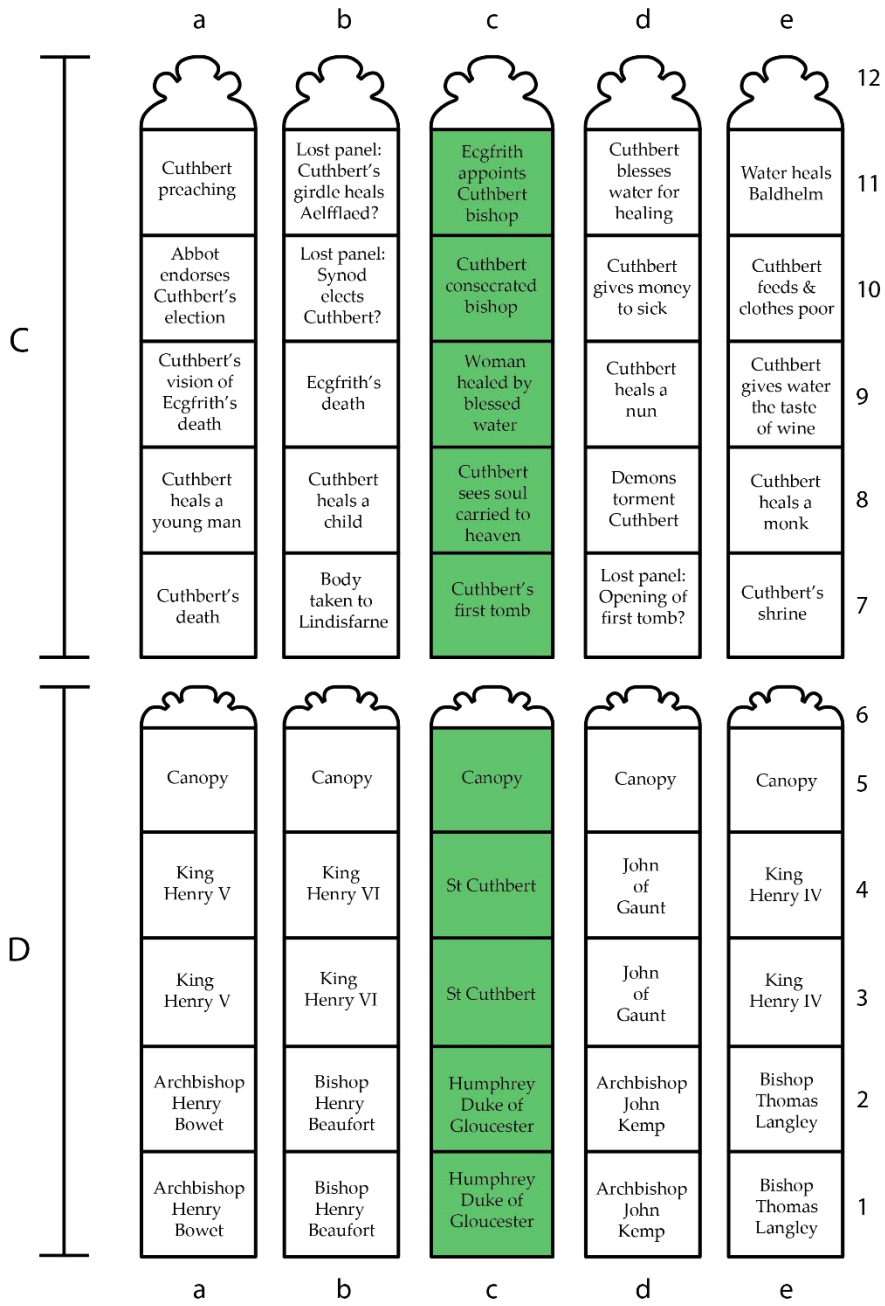 a b c d e
12
Cuthbert
preaching
Lost panel:
Cuthbert's
girdle heals
Aelfflaed?
Ecgfrith
appoints
Cuthbert
bishop
Cuthbert
blesses
water for
healing
Water heals
Baldhelm
11
Abbot
endorses
Cuthbert's
election
Lost panel:
Synod
elects
Cuthbert?
Cuthbert
consecrated
bishop
Cuthbert
gives money
to sick
Cuthbert
feeds &
clothes poor
10
C
Cuthbert's
vision of
Ecgfrith's
death
Ecgfrith's
death
Woman
healed by
blessed
water
Cuthbert
heals a
nun
Cuthbert
gives water
the taste
of wine
9
Cuthbert
heals a
young man
Cuthbert
heals a
child
Cuthbert
sees soul
carried to
heaven
Demons
torment
Cuthbert
Cuthbert
heals a
monk
8
Cuthbert's
death
Body
taken to
Lindisfarne
Cuthbert's
first tomb
Lost panel:
Opening of
first tomb?
Cuthbert's
shrine
7
6
Canopy
Canopy
Canopy
Canopy
Canopy
5
King
Henry V
King
Henry VI
St Cuthbert
John
of
Gaunt
King
Henry IV
4
D
King
Henry V
King
Henry VI
St Cuthbert
John
of
Gaunt
King
Henry IV
3
Archbishop
Henry
Bowet
Bishop
Henry
Beaufort
Humphrey
Duke of
Gloucester
Archbishop
John
Kemp
Bishop
Thomas
Langley
2
Archbishop
Henry
Bowet
Bishop
Henry
Beaufort
Humphrey
Duke of
Gloucester
Archbishop
John
Kemp
Bishop
Thomas
Langley
1
a b c d e